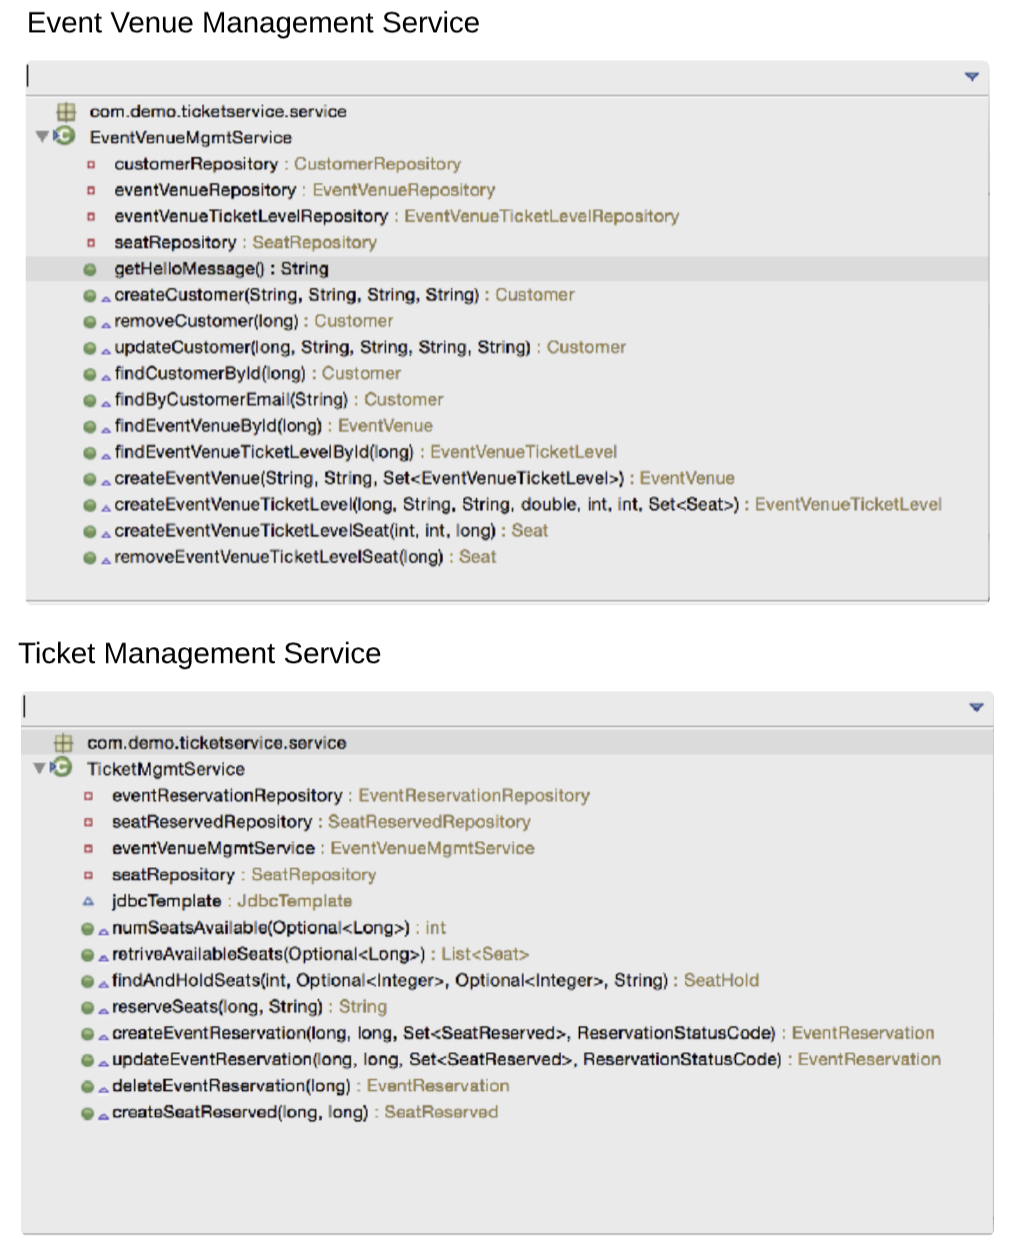 Event Venue Management Service
com.demo.ticketservice.service
EventVenueMgmtService
customerRepository : CustomerRepository
eventVenueRepository : EventVenueRepository
eventVenueTicketLevelRepository : EventVenueTicketLevelRepository
seatRepository : SeatRepository
getHelloMessage() : String
createCustomer(String, String, String, String) : Customer
removeCustomer(long) : Customer
updateCustomer(long, String, String, String, String) : Customer
findCustomerById(long) : Customer
findByCustomerEmail(String) : Customer
findEventVenueById(long) : EventVenue
findEventVenueTicketLevelById(long) : EventVenueTicketLevel
createEventVenue(String, String, Set<EventVenueTicketLevel>) : EventVenue
createEventVenueTicketLevel(long, String, String, double, int, int, Set<Seat>) : EventVenueTicketLevel
createEventVenueTicketLevelSeat(int, int, long) : Seat
removeEventVenueTicketLevelSeat(long) : Seat
Ticket Management Service
com.demo.ticketservice.service
TicketMgmtService
eventReservationRepository : EventReservationRepository
seatReservedRepository : SeatReservedRepository
eventVenueMgmtService : EventVenueMgmtService
seatRepository : SeatRepository
jdbcTemplate : JdbcTemplate
numSeatsAvailable(Optional<Long>) : int
retriveAvailableSeats(Optional<Long>) : List<Seat>
findAndHoldSeats(int, Optional<Integer>, Optional<Integer>, String) : SeatHold
reserveSeats(long, String) : String
createEventReservation(long, long, Set<SeatReserved>, ReservationStatusCode) : EventReservation
updateEventReservation(long, long, Set<SeatReserved>, ReservationStatusCode) : EventReservation
deleteEventReservation(long) : EventReservation
createSeatReserved(long, long) : SeatReserved